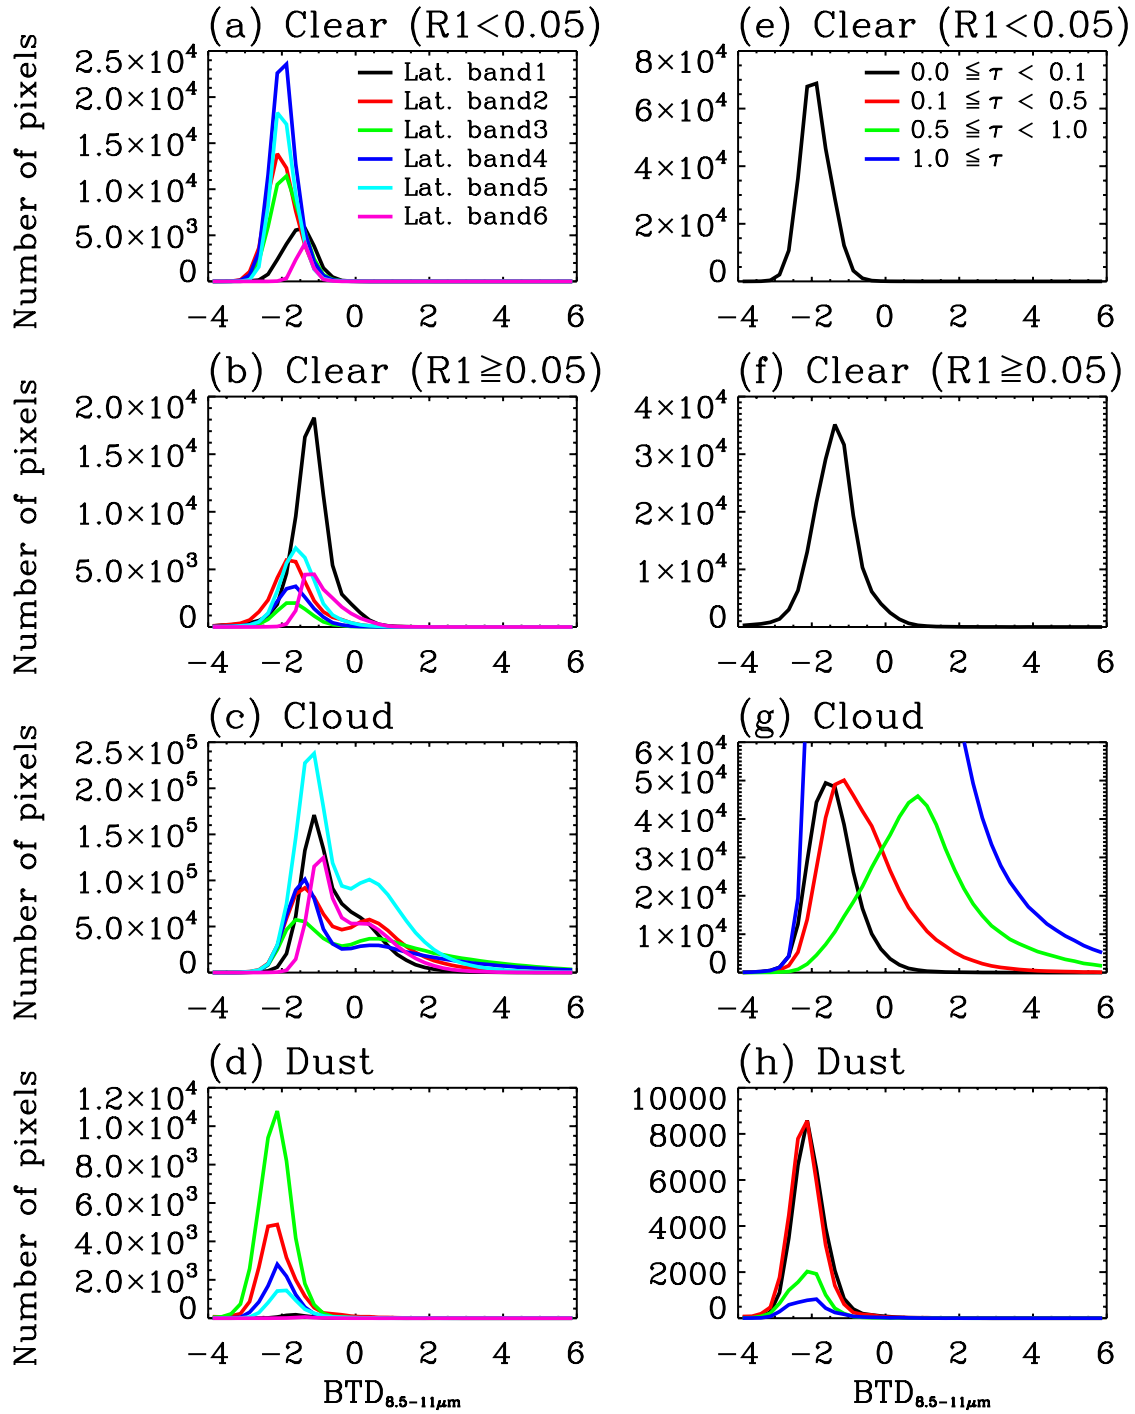 (a) Clear (R1<0.05)
Number of pixels
2.5×10⁴
2.0×10⁴
1.5×10⁴
1.0×10⁴
5.0×10³
0
Lat. band1
Lat. band2
Lat. band3
Lat. band4
Lat. band5
Lat. band6
−4 −2 0 2 4 6
(e) Clear (R1<0.05)
8×10⁴
6×10⁴
4×10⁴
2×10⁴
0
0.0 ≦ τ < 0.1
0.1 ≦ τ < 0.5
0.5 ≦ τ < 1.0
1.0 ≦ τ
−4 −2 0 2 4 6
(b) Clear (R1≧0.05)
Number of pixels
2.0×10⁴
1.5×10⁴
1.0×10⁴
5.0×10³
0
−4 −2 0 2 4 6
(f) Clear (R1≧0.05)
4×10⁴
3×10⁴
2×10⁴
1×10⁴
0
−4 −2 0 2 4 6
(c) Cloud
Number of pixels
2.5×10⁵
2.0×10⁵
1.5×10⁵
1.0×10⁵
5.0×10⁴
0
−4 −2 0 2 4 6
(g) Cloud
6×10⁴
5×10⁴
4×10⁴
3×10⁴
2×10⁴
1×10⁴
0
−4 −2 0 2 4 6
(d) Dust
Number of pixels
1.2×10⁴
1.0×10⁴
8.0×10³
6.0×10³
4.0×10³
2.0×10³
0
−4 −2 0 2 4 6
BTD8.5−11μm
(h) Dust
10000
8000
6000
4000
2000
0
−4 −2 0 2 4 6
BTD8.5−11μm